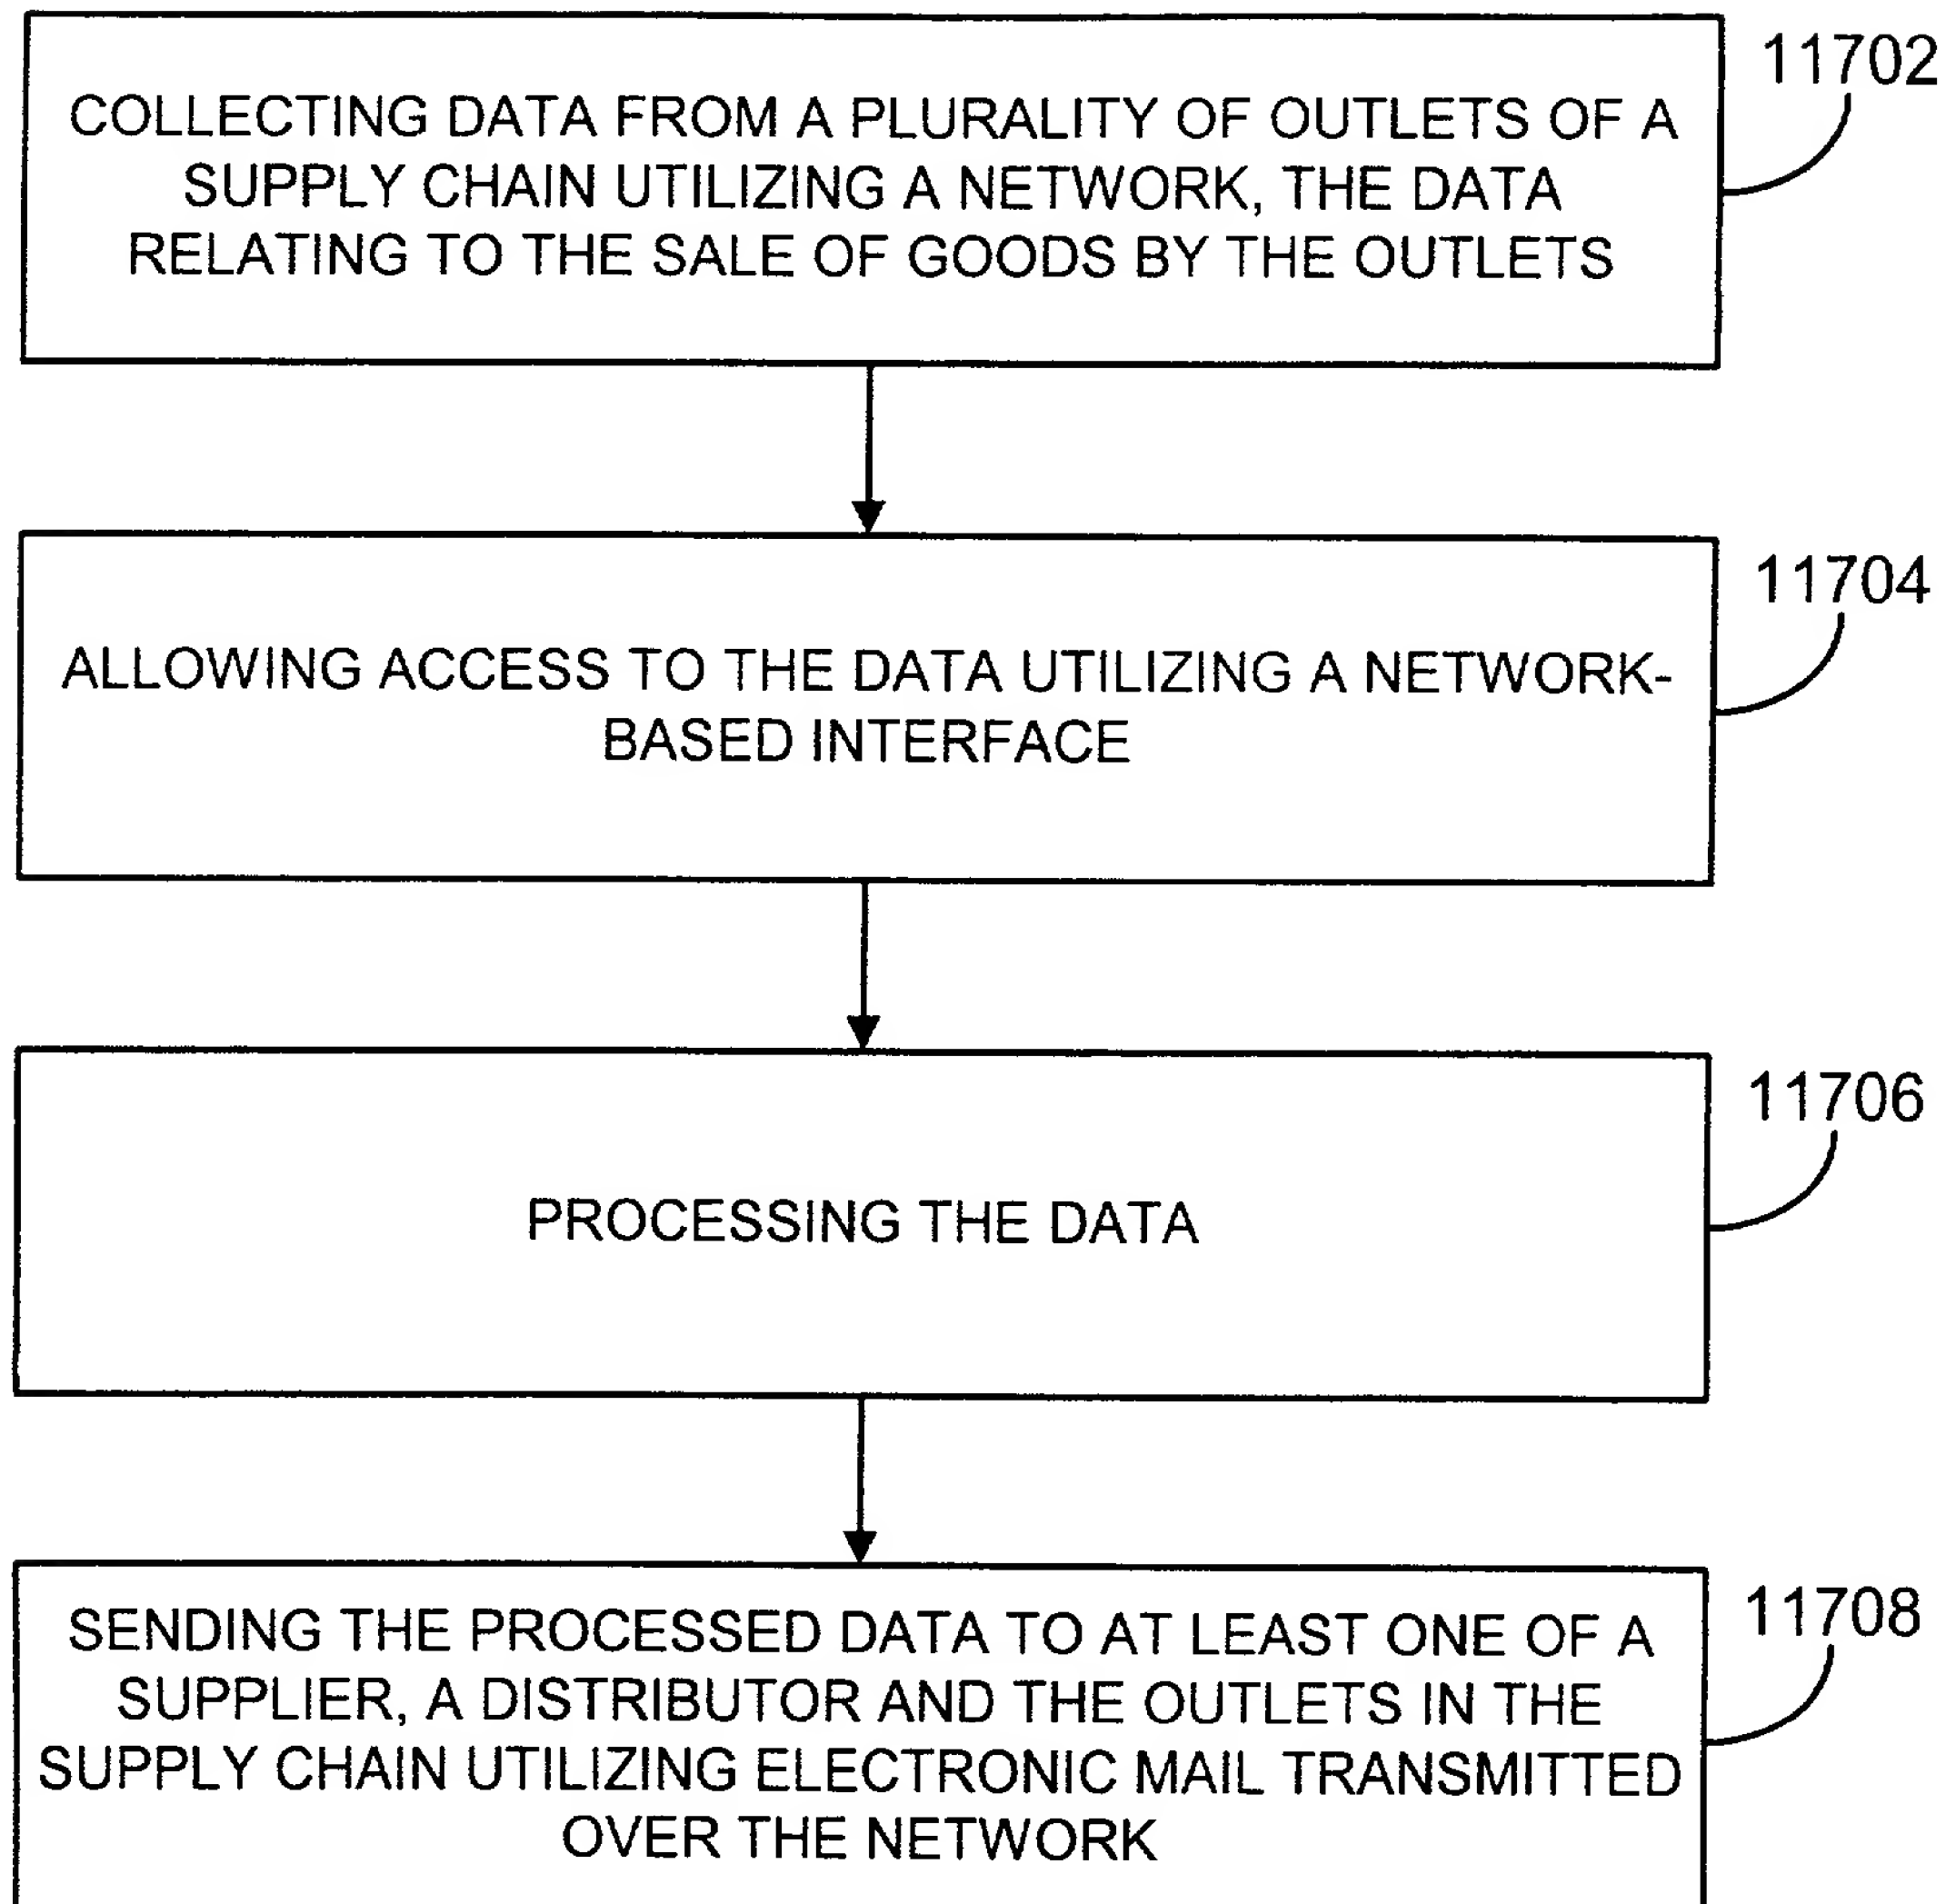 11702
COLLECTING DATA FROM A PLURALITY OF OUTLETS OF A
SUPPLY CHAIN UTILIZING A NETWORK, THE DATA
RELATING TO THE SALE OF GOODS BY THE OUTLETS
11704
ALLOWING ACCESS TO THE DATA UTILIZING A NETWORK-
BASED INTERFACE
11706
PROCESSING THE DATA
11708
SENDING THE PROCESSED DATA TO AT LEAST ONE OF A
SUPPLIER, A DISTRIBUTOR AND THE OUTLETS IN THE
SUPPLY CHAIN UTILIZING ELECTRONIC MAIL TRANSMITTED
OVER THE NETWORK